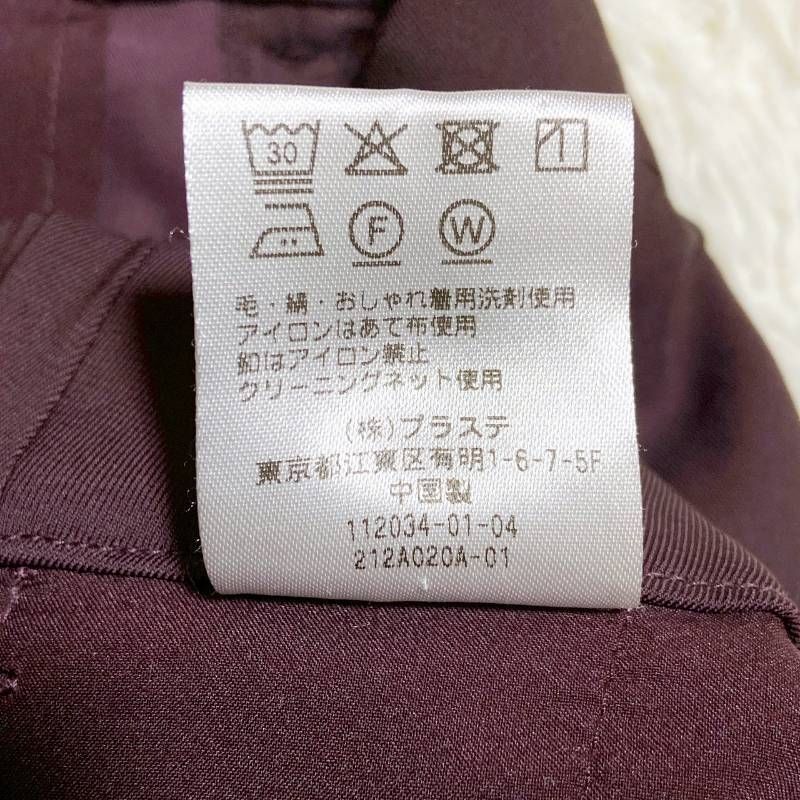 30
F W
毛・絹・おしゃれ着用洗剤使用
アイロンはあて布使用
釦はアイロン禁止
クリーニングネット使用
(株)プラステ
東京都江東区有明1-6-7-5F
中国製
112034-01-04
212A020A-01